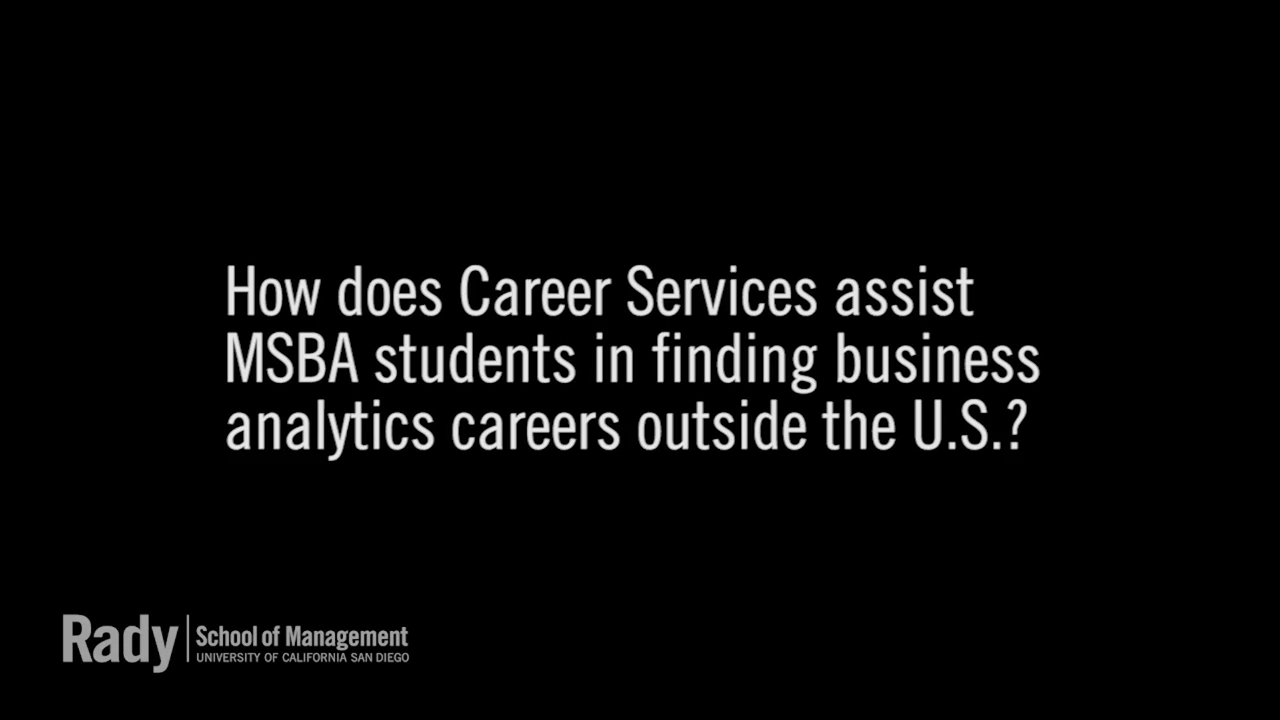 How does Career Services assist
MSBA students in finding business
analytics careers outside the U.S.?
Rady School of Management
UNIVERSITY OF CALIFORNIA SAN DIEGO